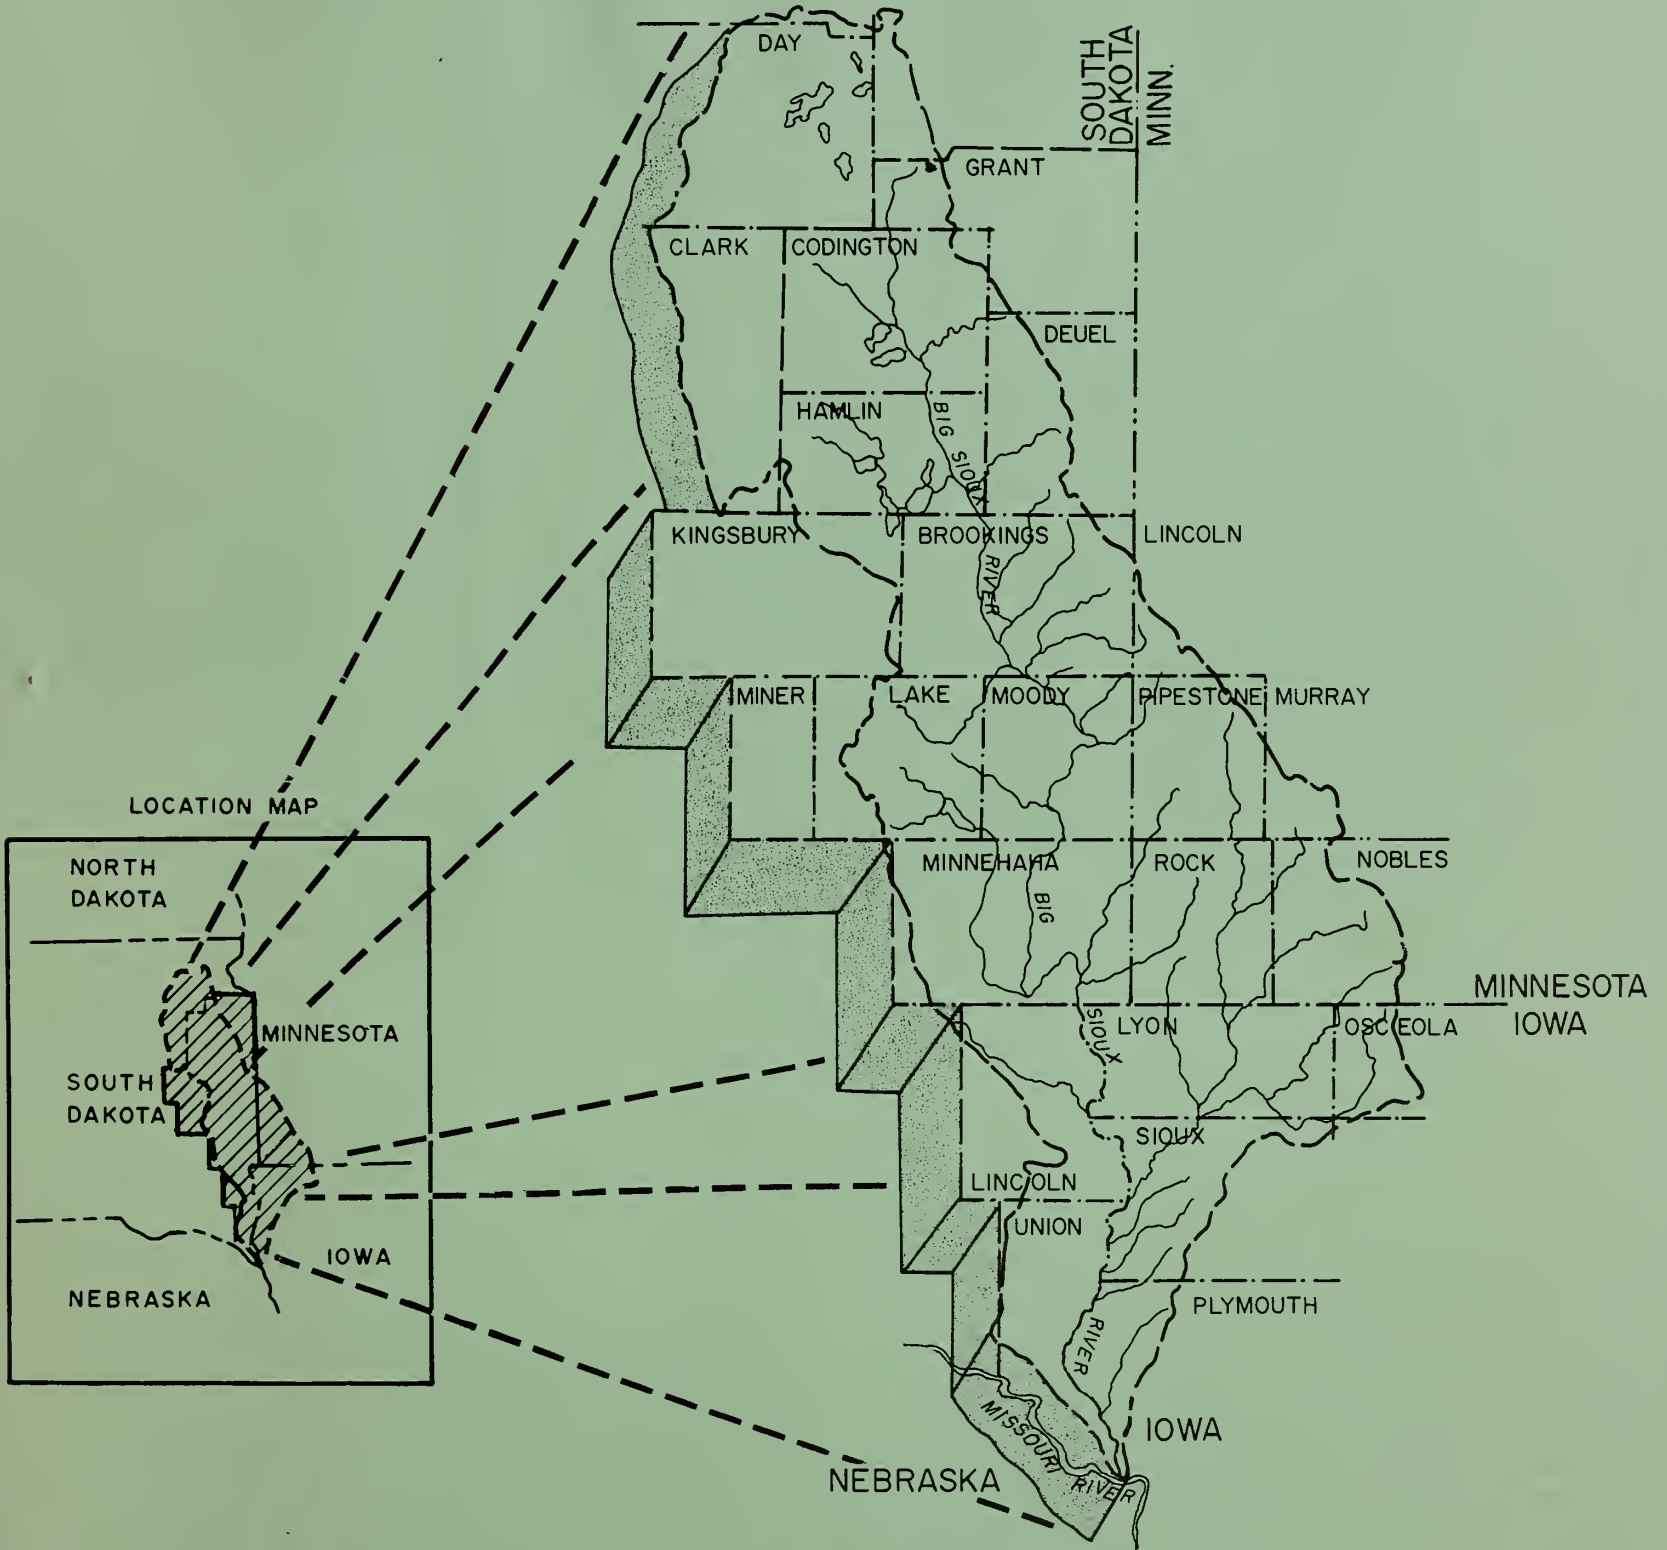 DAY
SOUTH
DAKOTA
MINN.
GRANT
CLARK
CODINGTON
DEUEL
HAMLIN
BIG
SIOUX
KINGSBURY
BROOKINGS
LINCOLN
RIVER
MINER
LAKE
MOODY
PIPESTONE
MURRAY
LOCATION MAP
MINNEHAHA
ROCK
NOBLES
NORTH
DAKOTA
BIG
MINNESOTA
IOWA
LYON
OSCEOLA
SIOUX
MINNESOTA
SOUTH
DAKOTA
SIOUX
LINCOLN
UNION
IOWA
NEBRASKA
PLYMOUTH
RIVER
MISSOURI RIVER
IOWA
NEBRASKA